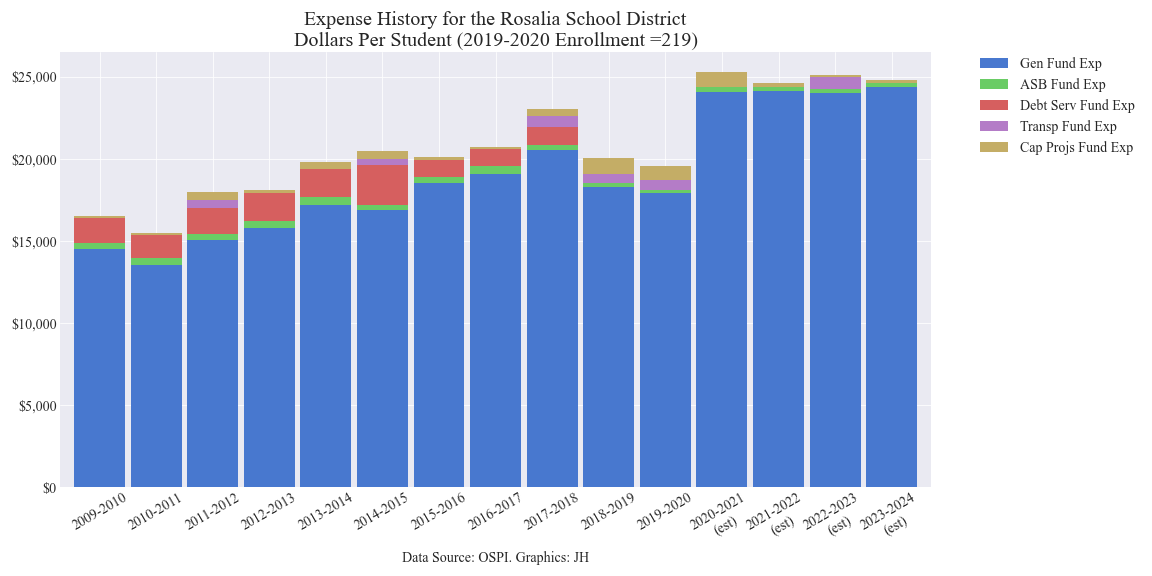 Expense History for the Rosalia School District
Dollars Per Student (2019-2020 Enrollment =219)
$25,000
$20,000
$15,000
$10,000
$5,000
$0
2009-2010
2010-2011
2011-2012
2012-2013
2013-2014
2014-2015
2015-2016
2016-2017
2017-2018
2018-2019
2019-2020
2020-2021
(est)
2021-2022
(est)
2022-2023
(est)
2023-2024
(est)
Data Source: OSPI. Graphics: JH
Gen Fund Exp
ASB Fund Exp
Debt Serv Fund Exp
Transp Fund Exp
Cap Projs Fund Exp